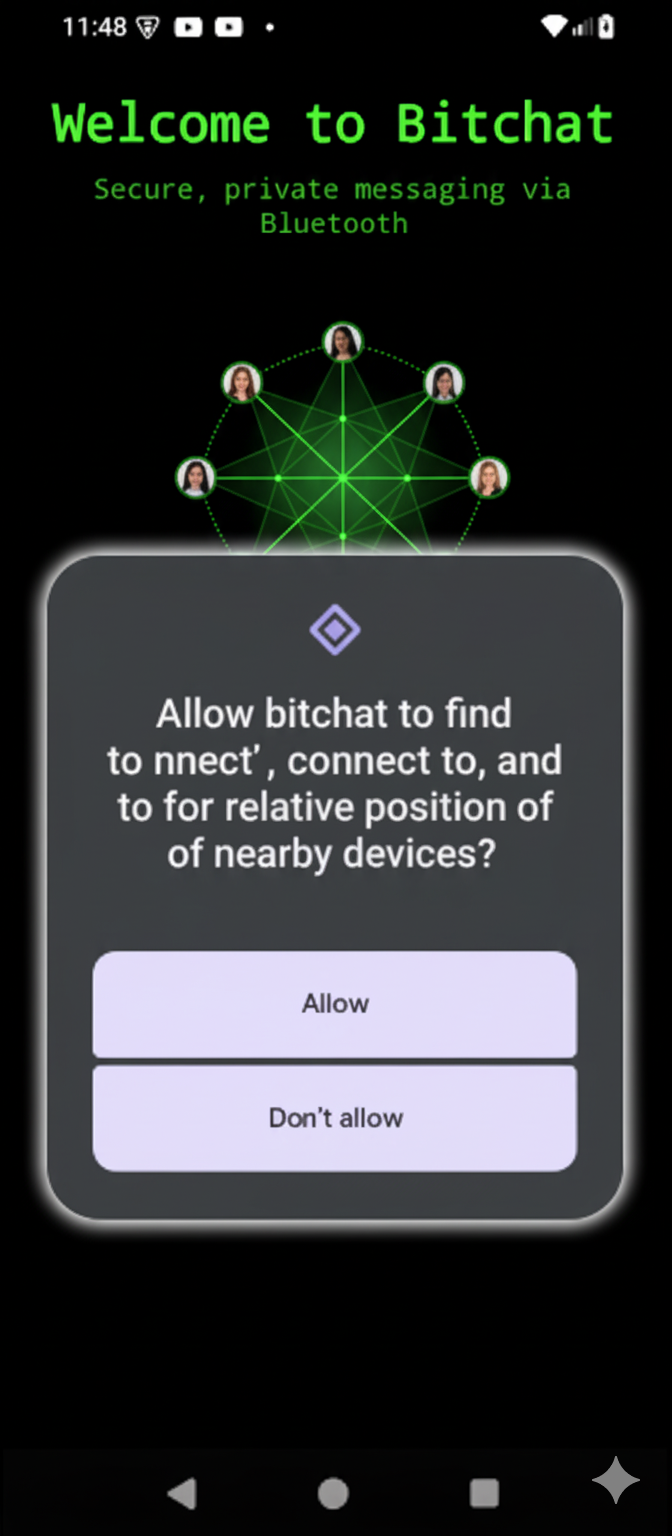 11:48
Welcome to Bitchat
Secure, private messaging via
Bluetooth
Allow bitchat to find
to nnect’ , connect to, and
to for relative position of
of nearby devices?
Allow
Don't allow